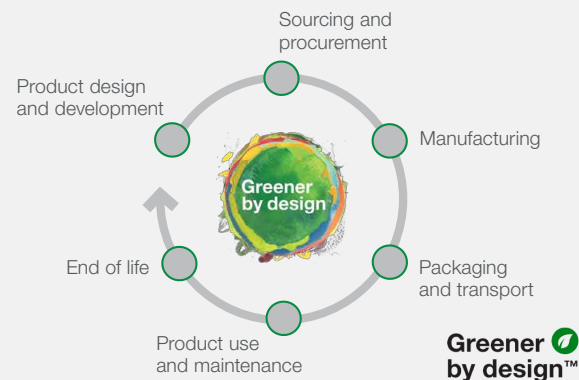 Sourcing and
procurement
Product design
and development
Manufacturing
Greener
by design
End of life
Packaging
and transport
Product use
and maintenance
Greener
by design™